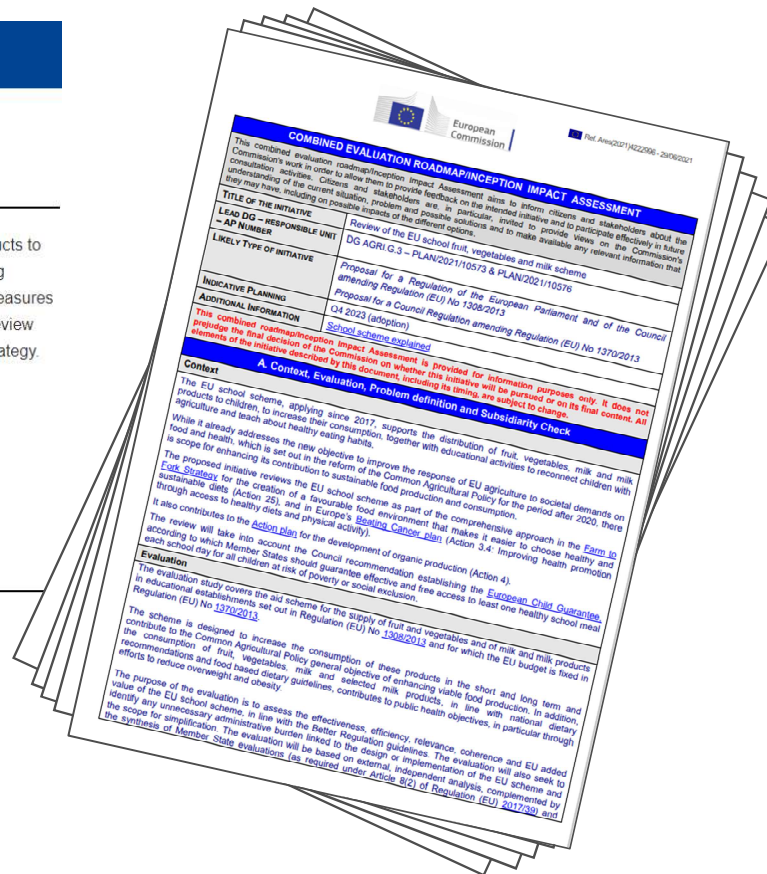 cts to
g
easures
view
ategy.
European
Commission
Ref. Ares(2021)4222996 - 29/06/2021
COMBINED EVALUATION ROADMAP/INCEPTION IMPACT ASSESSMENT
This combined evaluation roadmap/Inception Impact Assessment aims to inform citizens and stakeholders about the
Commission's work in order to allow them to provide feedback on the intended initiative and to participate effectively in future
consultation activities. Citizens and stakeholders are, in particular, invited to provide views on the Commission's
understanding of the current situation, problem and possible solutions and to make available any relevant information that
they may have, including on possible impacts of the different options.
TITLE OF THE INITIATIVE
Review of the EU school fruit, vegetables and milk scheme
LEAD DG – RESPONSIBLE UNIT
– AP NUMBER
DG AGRI.G.3 – PLAN/2021/10573 & PLAN/2021/10576
LIKELY TYPE OF INITIATIVE
Proposal for a Regulation of the European Parliament and of the Council
amending Regulation (EU) No 1308/2013
Proposal for a Council Regulation amending Regulation (EU) No 1370/2013
INDICATIVE PLANNING
Q4 2023 (adoption)
ADDITIONAL INFORMATION
School scheme explained
This combined roadmap/Inception Impact Assessment is provided for information purposes only. It does not
prejudge the final decision of the Commission on whether this initiative will be pursued or on its final content. All
elements of the initiative described by this document, including its timing, are subject to change.
A. Context, Evaluation, Problem definition and Subsidiarity Check
Context
The EU school scheme, applying since 2017, supports the distribution of fruit, vegetables, milk and milk
products to children, to increase their consumption, together with educational activities to reconnect children with
agriculture and teach about healthy eating habits.
While it already addresses the new objective to improve the response of EU agriculture to societal demands on
food and health, which is set out in the reform of the Common Agricultural Policy for the period after 2020, there
is scope for enhancing its contribution to sustainable food production and consumption.
The proposed initiative reviews the EU school scheme as part of the comprehensive approach in the Farm to
Fork Strategy for the creation of a favourable food environment that makes it easier to choose healthy and
sustainable diets (Action 25), and in Europe's Beating Cancer plan (Action 3.4: Improving health promotion
through access to healthy diets and physical activity).
It also contributes to the Action plan for the development of organic production (Action 4).
The review will take into account the Council recommendation establishing the European Child Guarantee,
according to which Member States should guarantee effective and free access to least one healthy school meal
each school day for all children at risk of poverty or social exclusion.
Evaluation
The evaluation study covers the aid scheme for the supply of fruit and vegetables and of milk and milk products
in educational establishments set out in Regulation (EU) No 1308/2013 and for which the EU budget is fixed in
Regulation (EU) No 1370/2013.
The scheme is designed to increase the consumption of these products in the short and long term and
contribute to the Common Agricultural Policy general objective of enhancing viable food production. In addition,
the consumption of fruit, vegetables, milk and selected milk products, in line with national dietary
recommendations and food based dietary guidelines, contributes to public health objectives, in particular through
efforts to reduce overweight and obesity.
The purpose of the evaluation is to assess the effectiveness, efficiency, relevance, coherence and EU added
value of the EU school scheme, in line with the Better Regulation guidelines. The evaluation will also seek to
identify any unnecessary administrative burden linked to the design or implementation of the EU scheme and
the scope for simplification. The evaluation will be based on external, independent analysis, complemented by
the synthesis of Member State evaluations (as required under Article 8(2) of Regulation (EU) 2017/39) and